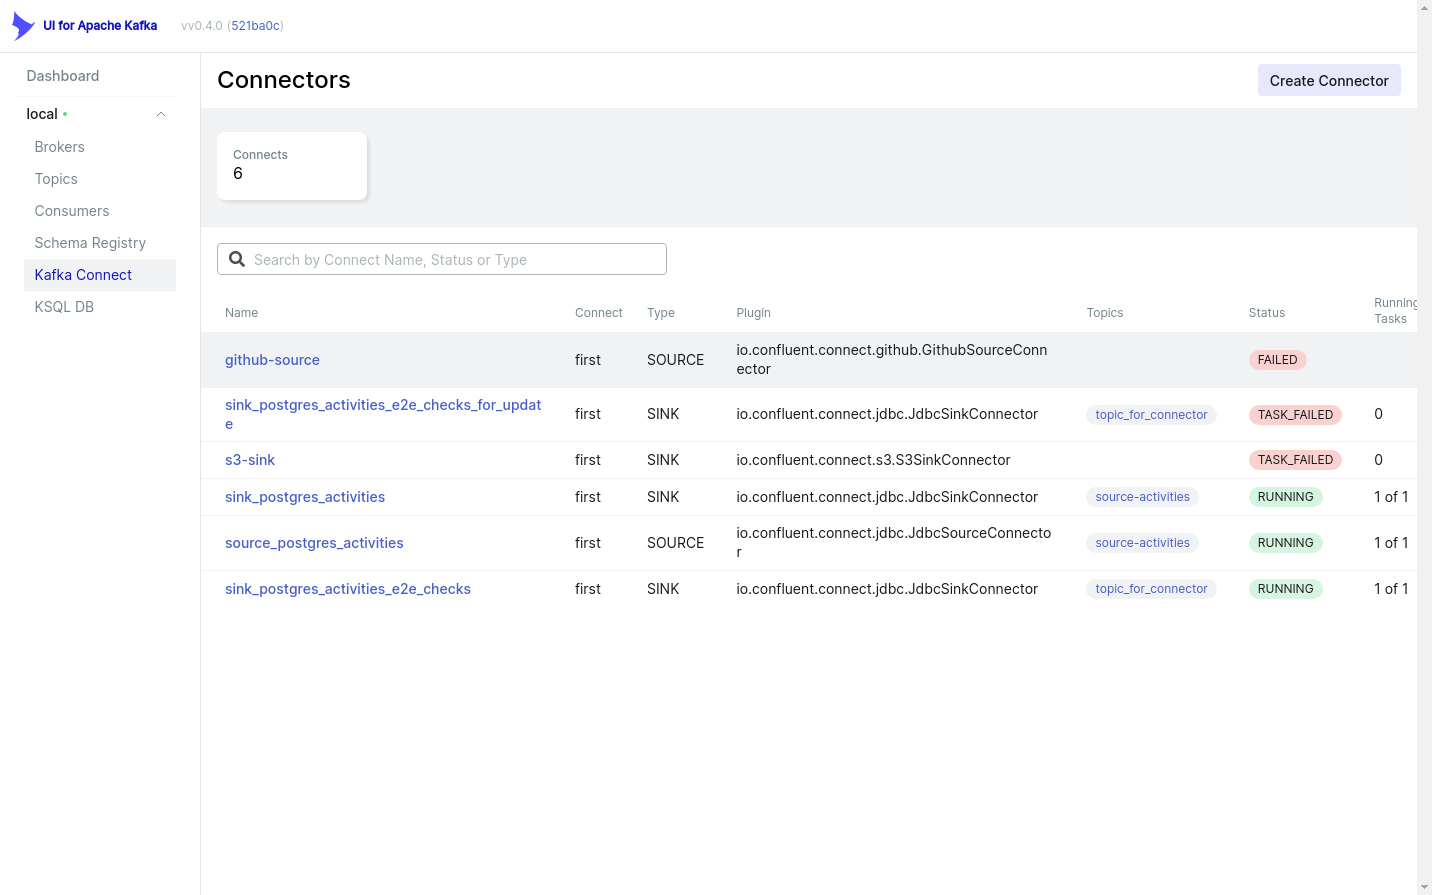 UI for Apache Kafka
vv0.4.0 (521ba0c)
Dashboard
local
Brokers
Topics
Consumers
Schema Registry
Kafka Connect
KSQL DB
Connectors
Create Connector
Connects
6
Search by Connect Name, Status or Type
Name Connect Type Plugin Topics Status Running
Tasks
github-source first SOURCE io.confluent.connect.github.GithubSourceConn
ector FAILED
sink_postgres_activities_e2e_checks_for_updat
e first SINK io.confluent.connect.jdbc.JdbcSinkConnector topic_for_connector TASK_FAILED 0
s3-sink first SINK io.confluent.connect.s3.S3SinkConnector TASK_FAILED 0
sink_postgres_activities first SINK io.confluent.connect.jdbc.JdbcSinkConnector source-activities RUNNING 1 of 1
source_postgres_activities first SOURCE io.confluent.connect.jdbc.JdbcSourceConnecto
r source-activities RUNNING 1 of 1
sink_postgres_activities_e2e_checks first SINK io.confluent.connect.jdbc.JdbcSinkConnector topic_for_connector RUNNING 1 of 1